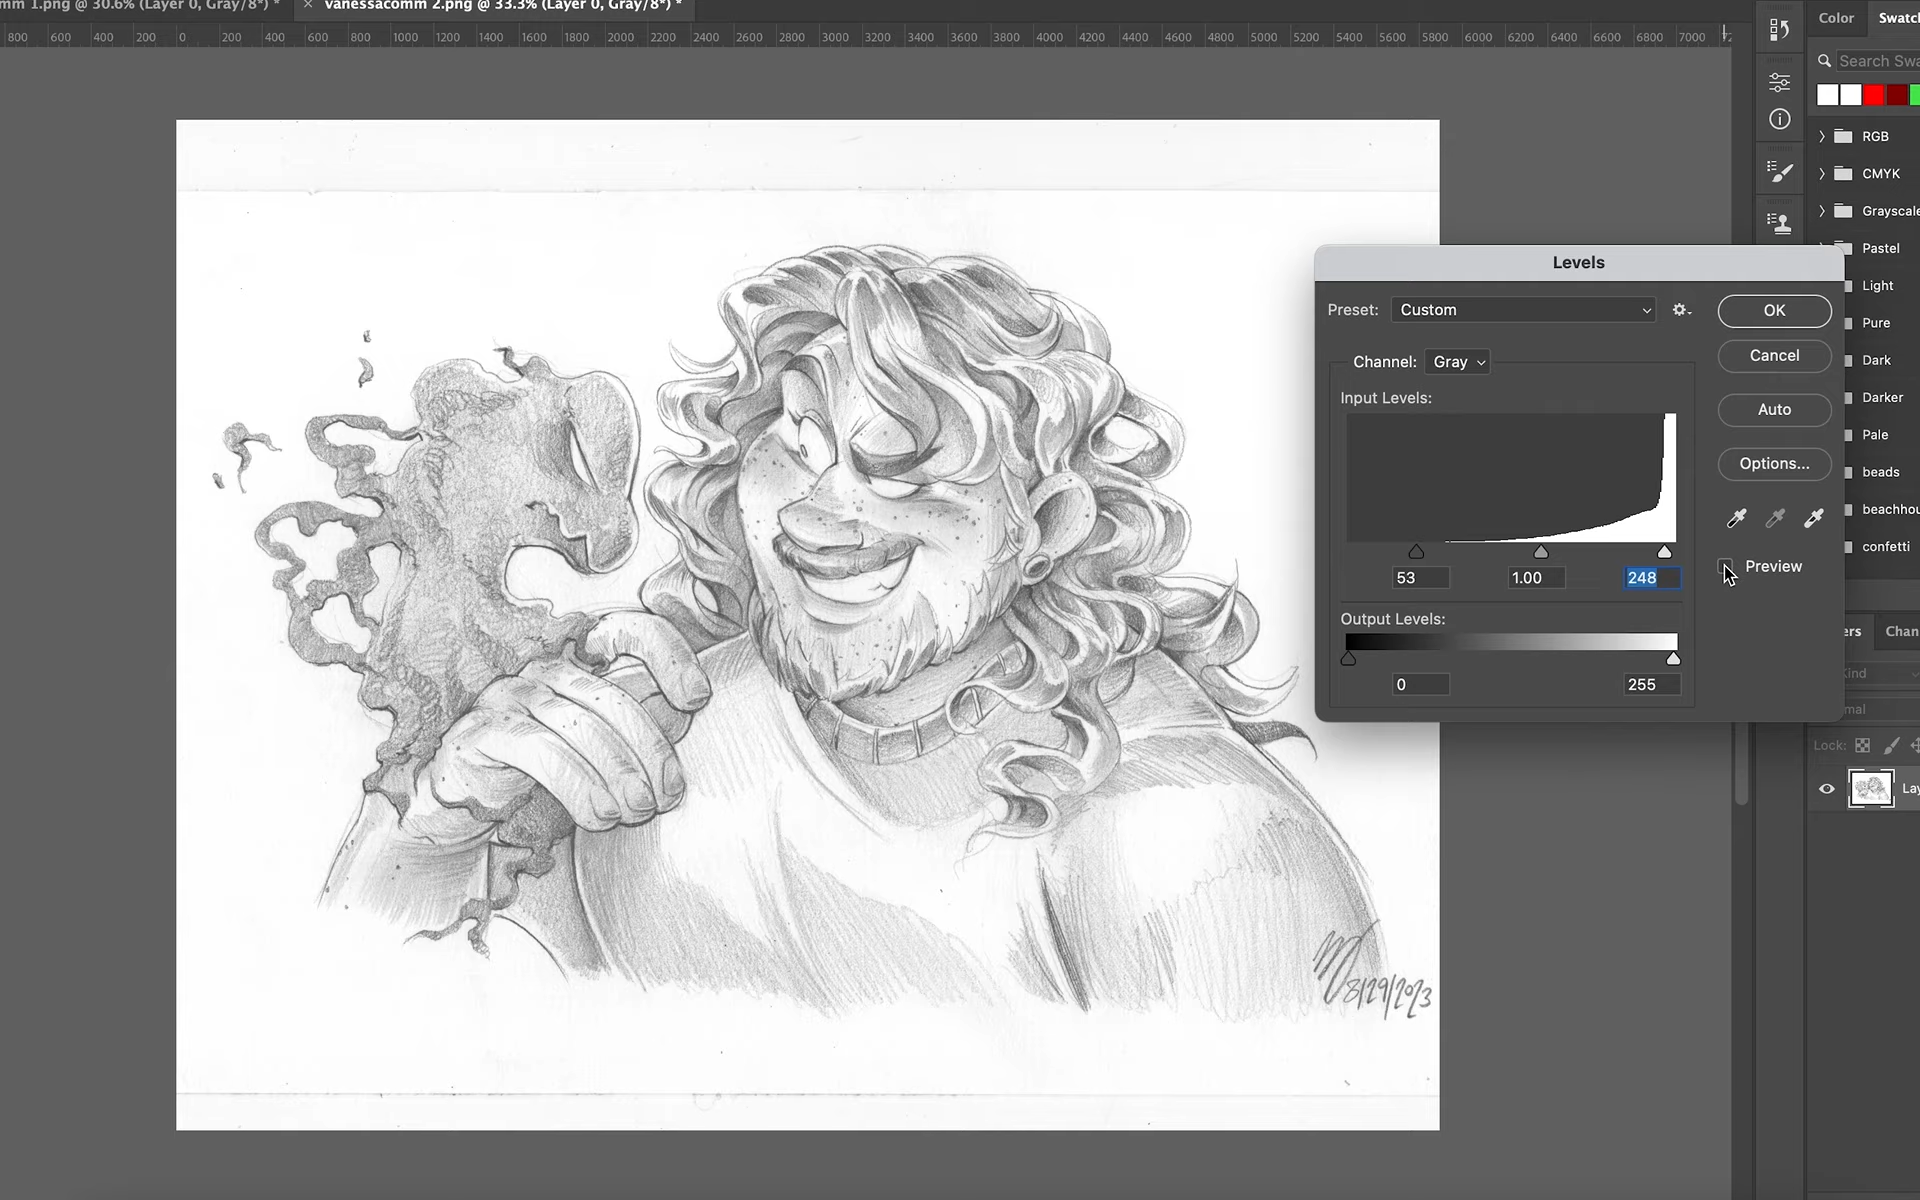 mm 1.png @ 30.6% (Layer 0, Gray/8*) *
× vanessacomm 2.png @ 33.3% (Layer 0, Gray/8*) *
800 600 400 200 0 200 400 600 800 1000 1200 1400 1600 1800 2000 2200 2400 2600 2800 3000 3200 3400 3600 3800 4000 4200 4400 4600 4800 5000 5200 5400 5600 5800 6000 6200 6400 6600 6800 7000 72
Color Swatc
Search Swa
RGB
CMYK
Grayscale
Pastel
Light
Pure
Dark
Darker
Pale
beads
beachhou
confetti
Levels
Preset: Custom
OK
Cancel
Auto
Options...
Preview
Channel: Gray
Input Levels:
53 1.00 248
Output Levels:
0 255
ers Chan
ind
mal
Lock:
Lay
8/29/2023